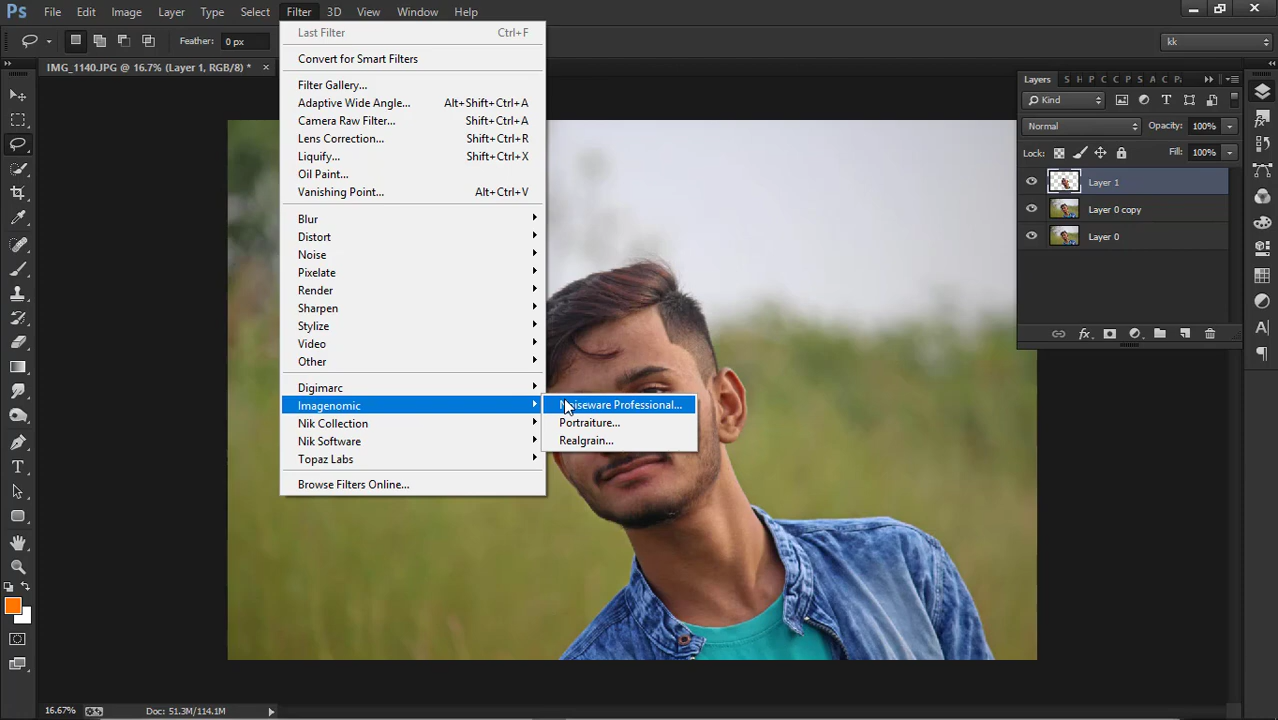 Ps File Edit Image Layer Type Select Filter 3D View Window Help
Feather: 0 px
kk
IMG_1140.JPG @ 16.7% (Layer 1, RGB/8) * ×
Last Filter Ctrl+F
Convert for Smart Filters
Filter Gallery...
Adaptive Wide Angle... Alt+Shift+Ctrl+A
Camera Raw Filter... Shift+Ctrl+A
Lens Correction... Shift+Ctrl+R
Liquify... Shift+Ctrl+X
Oil Paint...
Vanishing Point... Alt+Ctrl+V
Blur
Distort
Noise
Pixelate
Render
Sharpen
Stylize
Video
Other
Digimarc
Imagenomic
Nik Collection
Nik Software
Topaz Labs
Browse Filters Online...
Noiseware Professional...
Portraiture...
Realgrain...
Layers S H P C C P S A C Pa
Kind
Normal Opacity: 100%
Lock: Fill: 100%
Layer 1
Layer 0 copy
Layer 0
16.67% Doc: 51.3M/114.1M